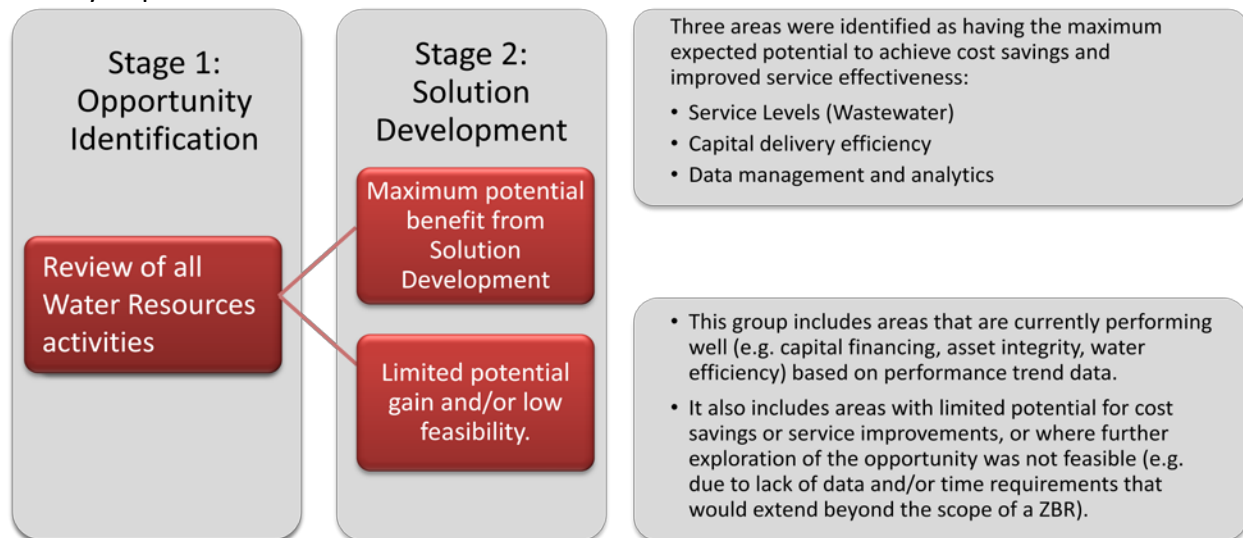 Stage 1:
Opportunity
Identification
Review of all
Water Resources
activities
Stage 2:
Solution
Development
Maximum potential
benefit from
Solution
Development
Limited potential
gain and/or low
feasibility.
Three areas were identified as having the maximum
expected potential to achieve cost savings and
improved service effectiveness:
• Service Levels (Wastewater)
• Capital delivery efficiency
• Data management and analytics
• This group includes areas that are currently performing
well (e.g. capital financing, asset integrity, water
efficiency) based on performance trend data.
• It also includes areas with limited potential for cost
savings or service improvements, or where further
exploration of the opportunity was not feasible (e.g.
due to lack of data and/or time requirements that
would extend beyond the scope of a ZBR).